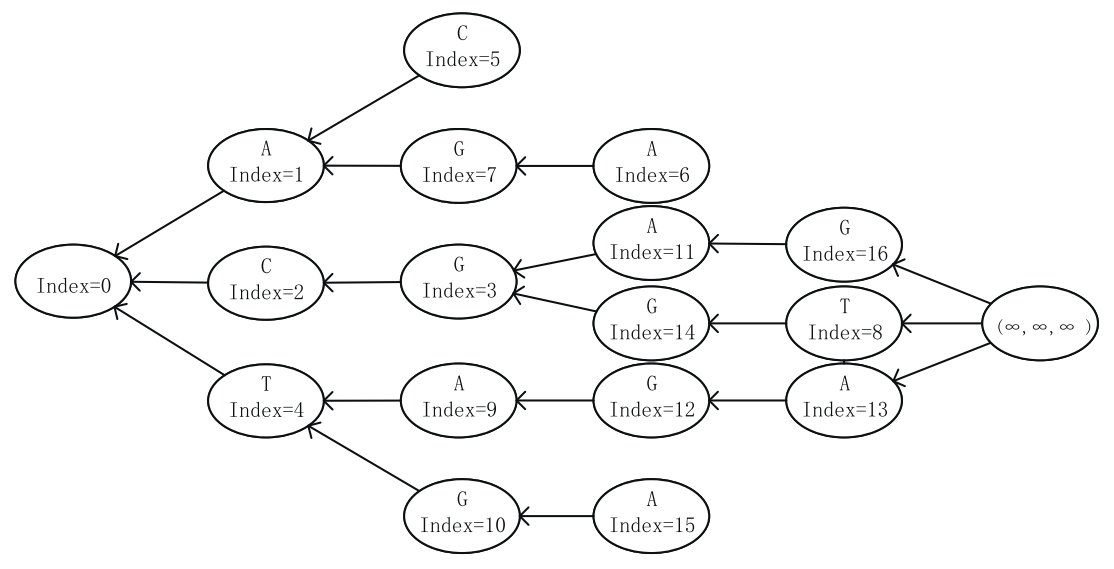 C
Index=5
A
Index=1
G
Index=7
A
Index=6
A
Index=11
G
Index=16
Index=0
C
Index=2
G
Index=3
G
Index=14
T
Index=8
(∞,∞,∞ )
T
Index=4
A
Index=9
G
Index=12
A
Index=13
G
Index=10
A
Index=15